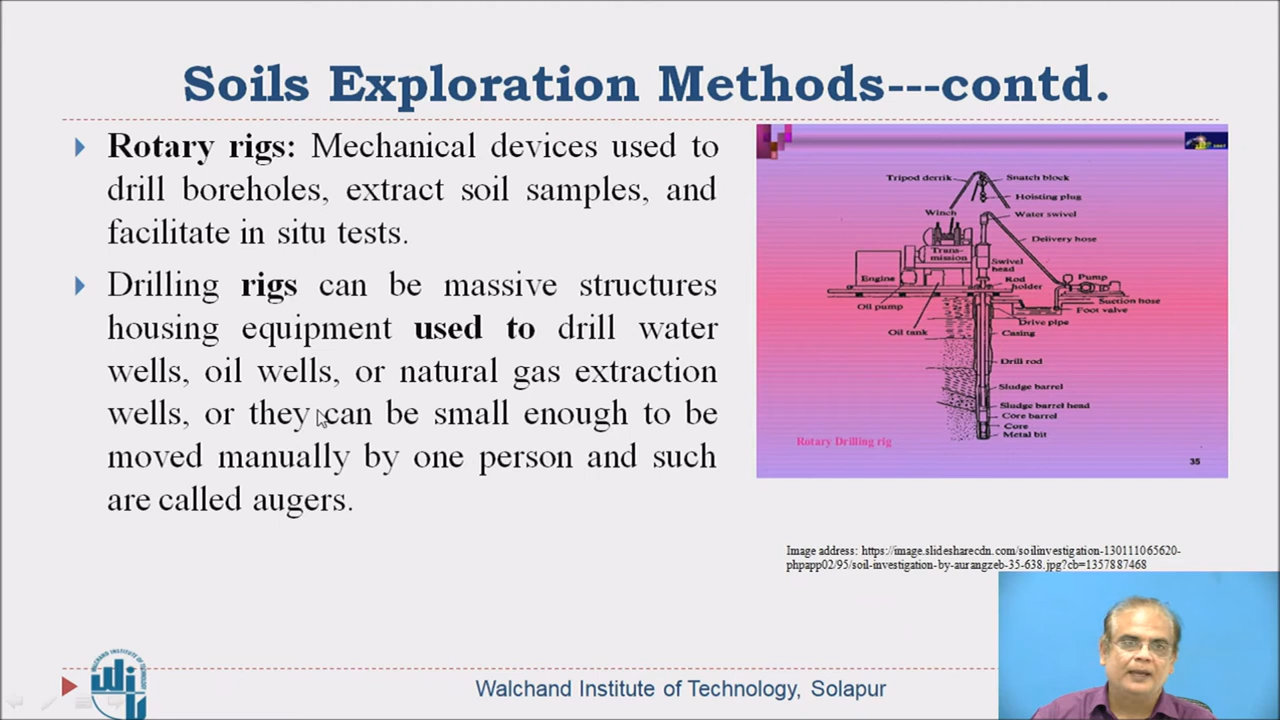 Soils Exploration Methods---contd.
Rotary rigs: Mechanical devices used to
drill boreholes, extract soil samples, and
facilitate in situ tests.
Drilling rigs can be massive structures
housing equipment used to drill water
wells, oil wells, or natural gas extraction
wells, or they can be small enough to be
moved manually by one person and such
are called augers.
Tripod derrik
Snatch block
Hoisting plug
Winch
Water swivel
Delivery hose
Trans-
mission
Swivel
head
Engine
Rod
holder
Pump
Suction hose
Oil pump
Foot valve
Drive pipe
Oil tank
Casing
Drill rod
Sludge barrel
Sludge barrel head
Core barrel
Core
Metal bit
Rotary Drilling rig
35
Image address: https://image.slidesharecdn.com/soilinvestigation-130111065620-
phpapp02/95/soil-investigation-by-aurangzeb-35-638.jpg?cb=1357887468
WALCHAND INSTITUTE OF TECHNOLOGY
Walchand Institute of Technology, Solapur